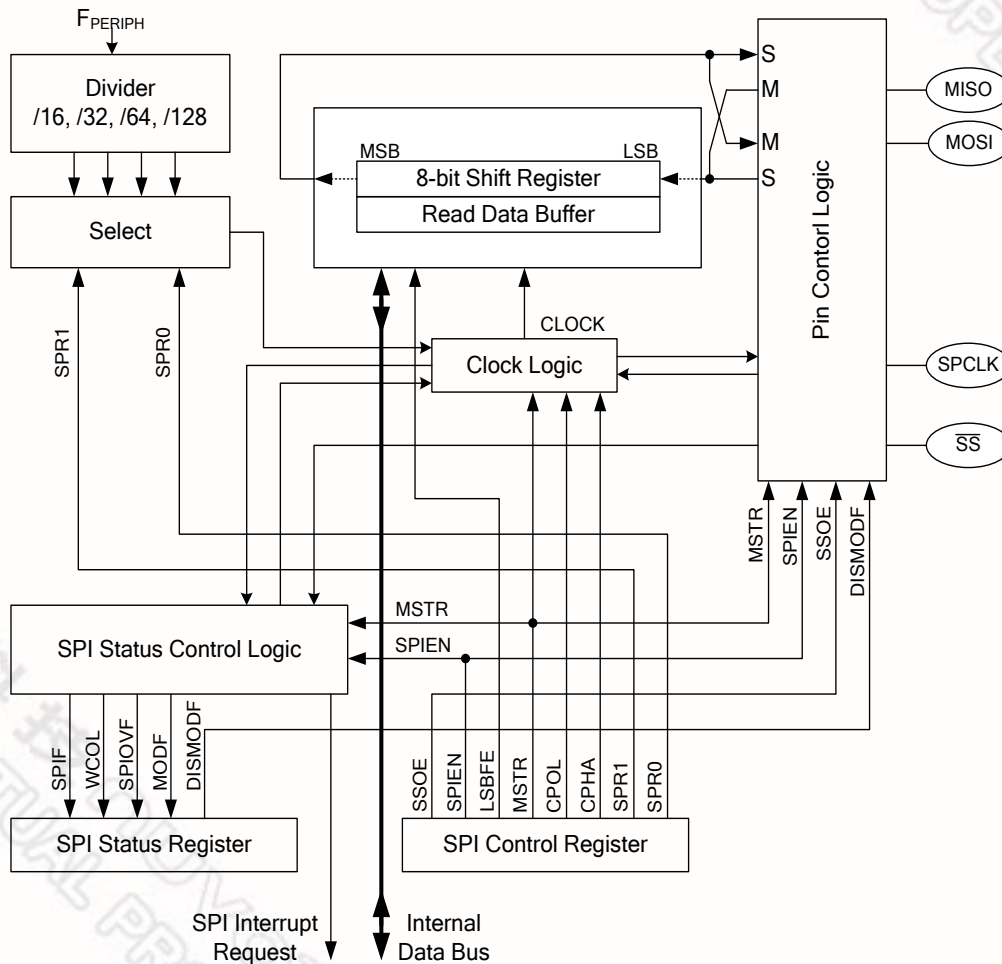 FPERIPH
Divider
/16, /32, /64, /128
Select
SPR1
SPR0
MSB
LSB
8-bit Shift Register
Read Data Buffer
CLOCK
Clock Logic
S
M
M
S
Pin Contorl Logic
MISO
MOSI
SPCLK
SS
MSTR
SPIEN
SSOE
DISMODF
MSTR
SPIEN
SPI Status Control Logic
SPIF
WCOL
SPIOVF
MODF
DISMODF
SPI Status Register
SSOE
SPIEN
LSBFE
MSTR
CPOL
CPHA
SPR1
SPR0
SPI Control Register
SPI Interrupt
Request
Internal
Data Bus